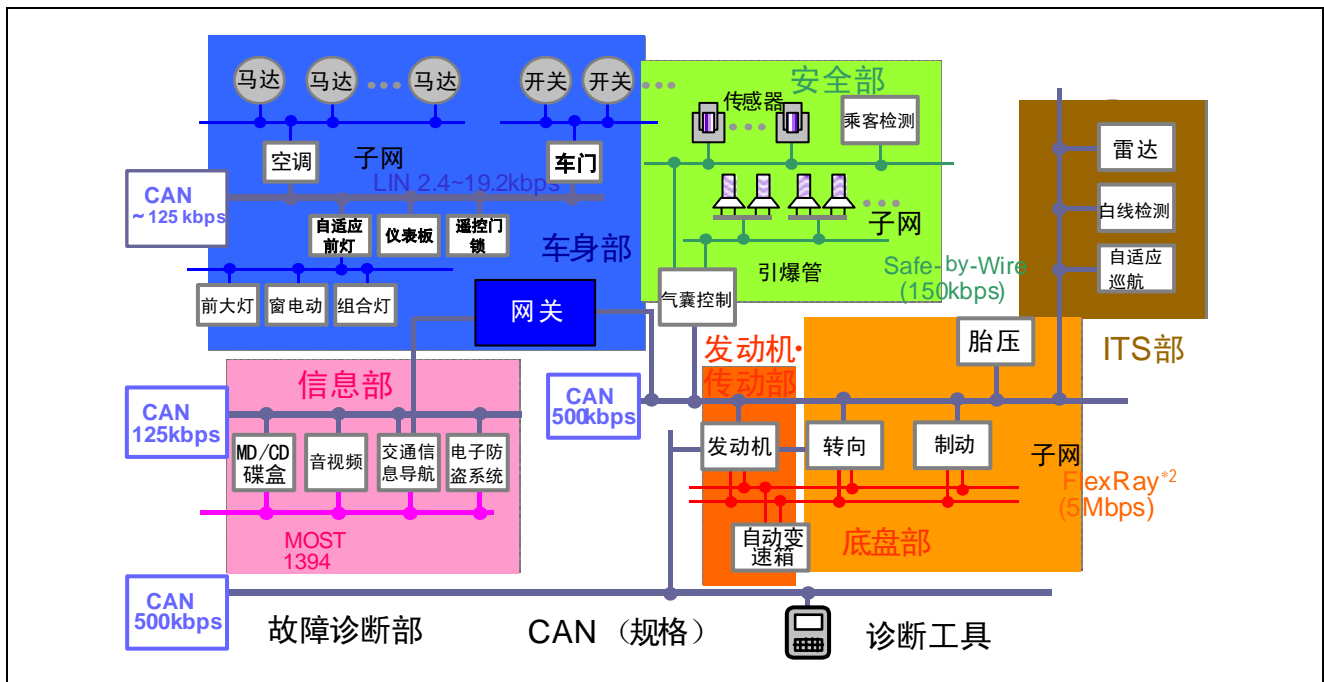 马达
马达
马达
开关
开关
安全部
传感器
乘客检测
空调
子网
车门
雷达
CAN
~125 kbps
LIN 2.4~19.2kbps
白线检测
自适应
前灯
仪表板
遥控门
锁
车身部
子网
自适应
巡航
引爆管
Safe-by-Wire
(150kbps)
前大灯
窗电动
组合灯
网关
气囊控制
胎压
ITS部
发动机·
传动部
信息部
CAN
125kbps
CAN
500kbps
MD/CD
碟盒
音视频
交通信
息导航
电子防
盗系统
发动机
转向
制动
子网
FlexRay*2
(5Mbps)
MOST
1394
自动变
速箱
底盘部
CAN
500kbps
故障诊断部
CAN（规格）
诊断工具